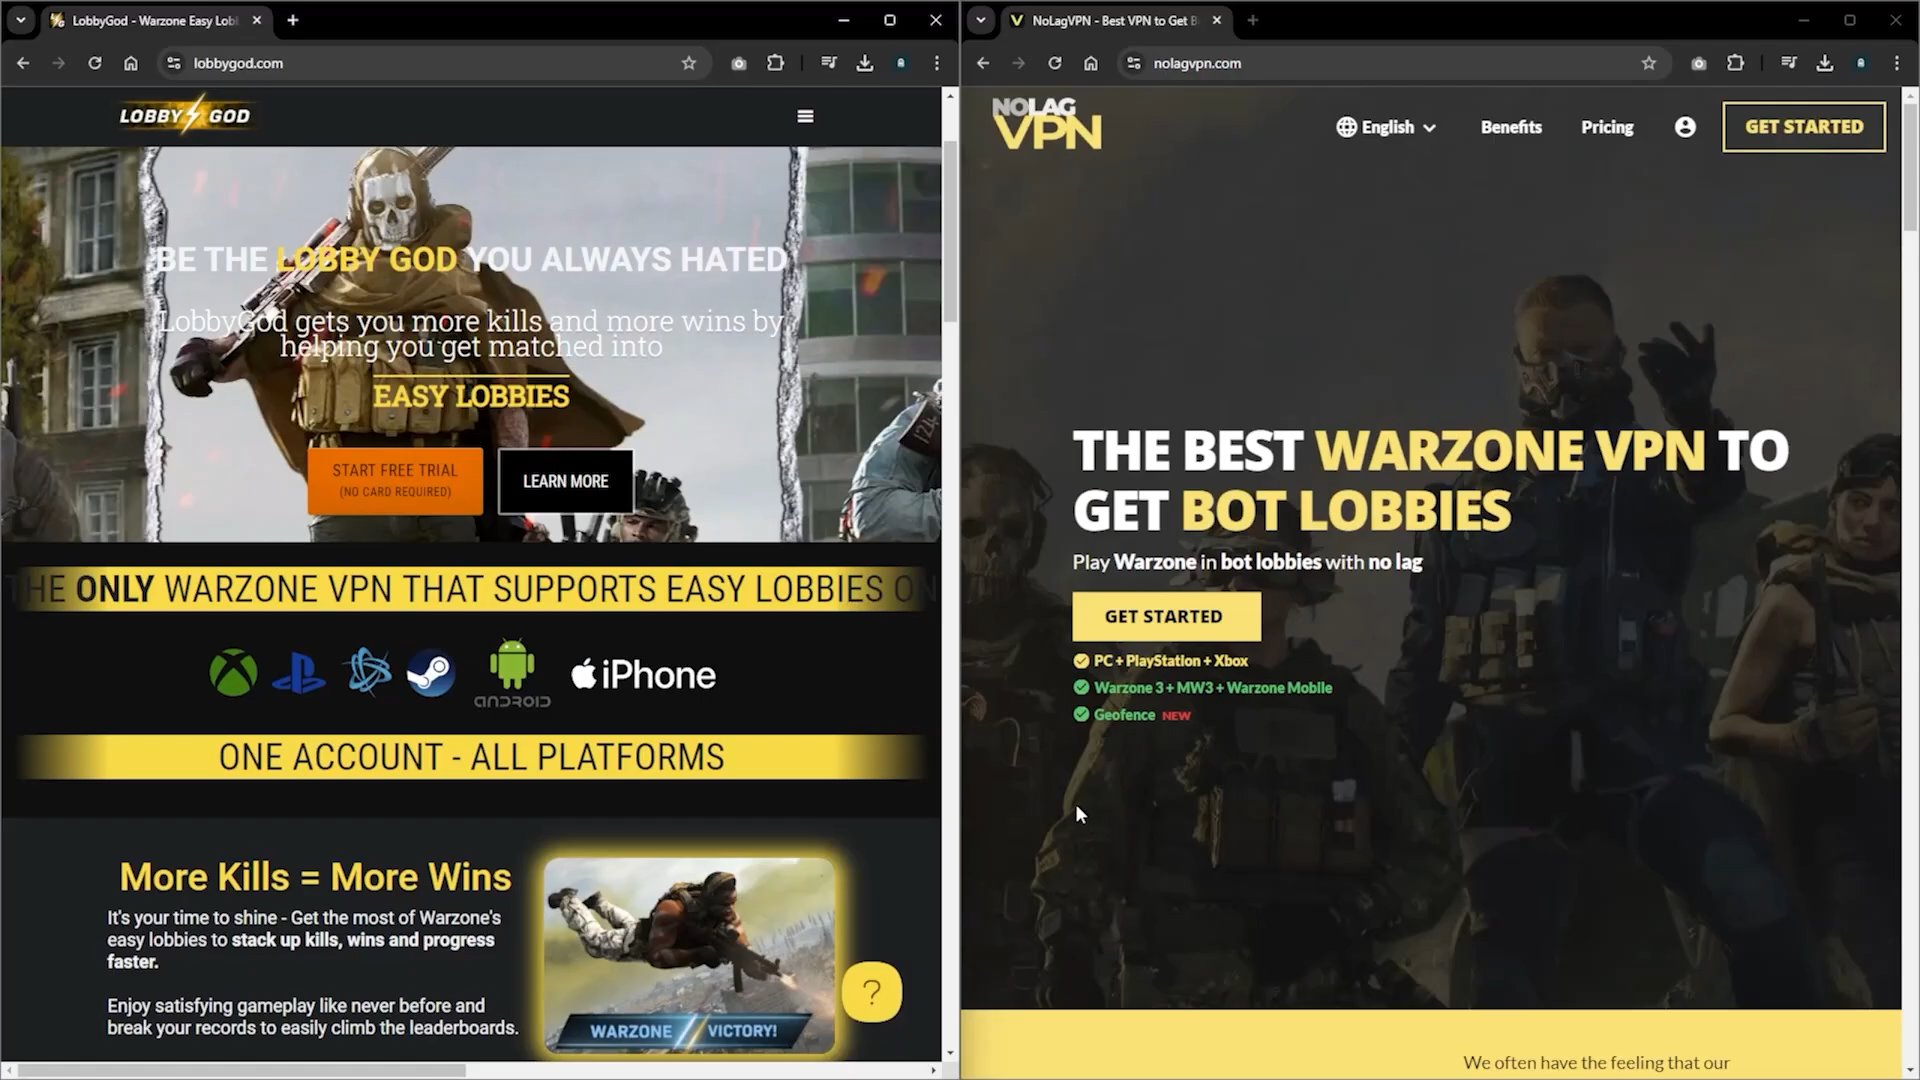 LobbyGod - Warzone Easy Lob
lobbygod.com
LOBBY GOD
BE THE LOBBY GOD YOU ALWAYS HATED
LobbyGod gets you more kills and more wins by
helping you get matched into
EASY LOBBIES
START FREE TRIAL
(NO CARD REQUIRED)
LEARN MORE
THE ONLY WARZONE VPN THAT SUPPORTS EASY LOBBIES ON
ANDROID
iPhone
ONE ACCOUNT - ALL PLATFORMS
More Kills = More Wins
It's your time to shine - Get the most of Warzone's
easy lobbies to stack up kills, wins and progress
faster.
Enjoy satisfying gameplay like never before and
break your records to easily climb the leaderboards.
WARZONE VICTORY!
?
NoLagVPN - Best VPN to Get B
nolagvpn.com
NOLAG
VPN
English
Benefits
Pricing
GET STARTED
THE BEST WARZONE VPN TO
GET BOT LOBBIES
Play Warzone in bot lobbies with no lag
GET STARTED
PC + PlayStation + Xbox
Warzone 3 + MW3 + Warzone Mobile
Geofence NEW
We often have the feeling that our